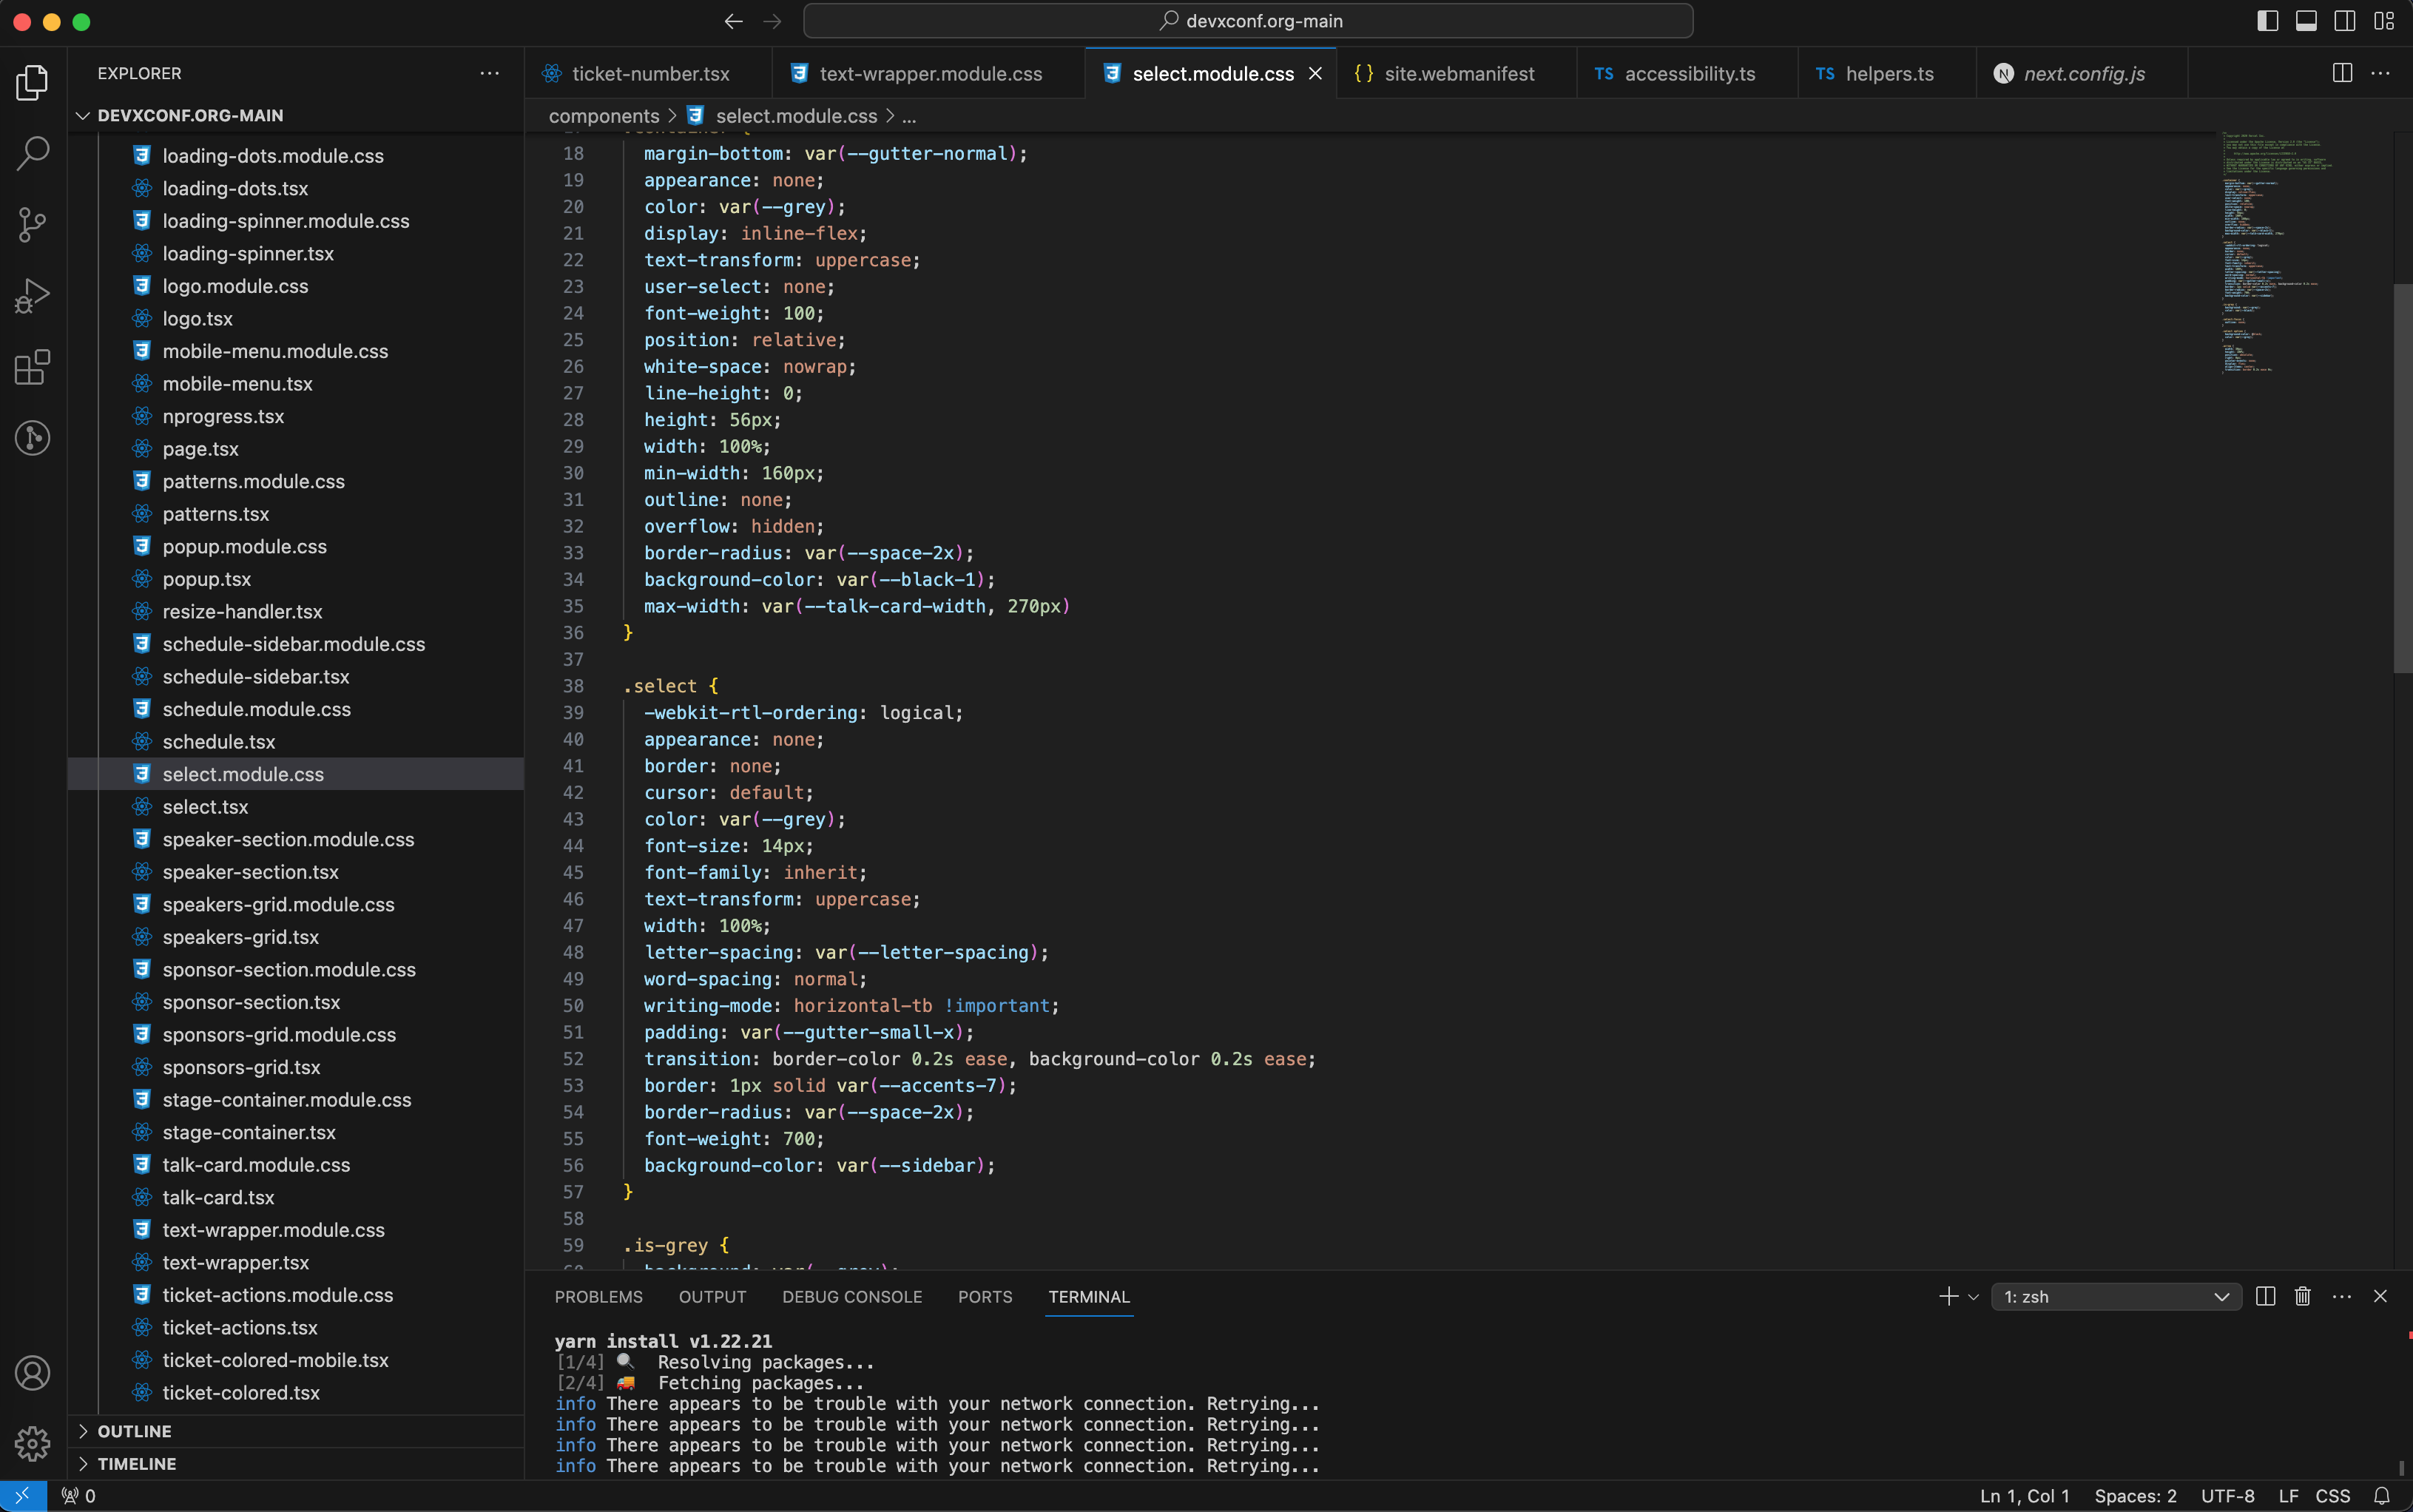 devxconf.org-main
EXPLORER
ticket-number.tsx
text-wrapper.module.css
select.module.css
{} site.webmanifest
TS accessibility.ts
TS helpers.ts
N next.config.js
DEVXCONF.ORG-MAIN
components > select.module.css > ...
loading-dots.module.css
loading-dots.tsx
loading-spinner.module.css
loading-spinner.tsx
logo.module.css
logo.tsx
mobile-menu.module.css
mobile-menu.tsx
nprogress.tsx
page.tsx
patterns.module.css
patterns.tsx
popup.module.css
popup.tsx
resize-handler.tsx
schedule-sidebar.module.css
schedule-sidebar.tsx
schedule.module.css
schedule.tsx
select.module.css
select.tsx
speaker-section.module.css
speaker-section.tsx
speakers-grid.module.css
speakers-grid.tsx
sponsor-section.module.css
sponsor-section.tsx
sponsors-grid.module.css
sponsors-grid.tsx
stage-container.module.css
stage-container.tsx
talk-card.module.css
talk-card.tsx
text-wrapper.module.css
text-wrapper.tsx
ticket-actions.module.css
ticket-actions.tsx
ticket-colored-mobile.tsx
ticket-colored.tsx
OUTLINE
TIMELINE
18 margin-bottom: var(--gutter-normal);
19 appearance: none;
20 color: var(--grey);
21 display: inline-flex;
22 text-transform: uppercase;
23 user-select: none;
24 font-weight: 100;
25 position: relative;
26 white-space: nowrap;
27 line-height: 0;
28 height: 56px;
29 width: 100%;
30 min-width: 160px;
31 outline: none;
32 overflow: hidden;
33 border-radius: var(--space-2x);
34 background-color: var(--black-1);
35 max-width: var(--talk-card-width, 270px)
36 }
37
38 .select {
39 -webkit-rtl-ordering: logical;
40 appearance: none;
41 border: none;
42 cursor: default;
43 color: var(--grey);
44 font-size: 14px;
45 font-family: inherit;
46 text-transform: uppercase;
47 width: 100%;
48 letter-spacing: var(--letter-spacing);
49 word-spacing: normal;
50 writing-mode: horizontal-tb !important;
51 padding: var(--gutter-small-x);
52 transition: border-color 0.2s ease, background-color 0.2s ease;
53 border: 1px solid var(--accents-7);
54 border-radius: var(--space-2x);
55 font-weight: 700;
56 background-color: var(--sidebar);
57 }
58
59 .is-grey {
PROBLEMS OUTPUT DEBUG CONSOLE PORTS TERMINAL
1: zsh
yarn install v1.22.21
[1/4] 🔍 Resolving packages...
[2/4] 🚚 Fetching packages...
info There appears to be trouble with your network connection. Retrying...
info There appears to be trouble with your network connection. Retrying...
info There appears to be trouble with your network connection. Retrying...
info There appears to be trouble with your network connection. Retrying...
0
Ln 1, Col 1 Spaces: 2 UTF-8 LF CSS